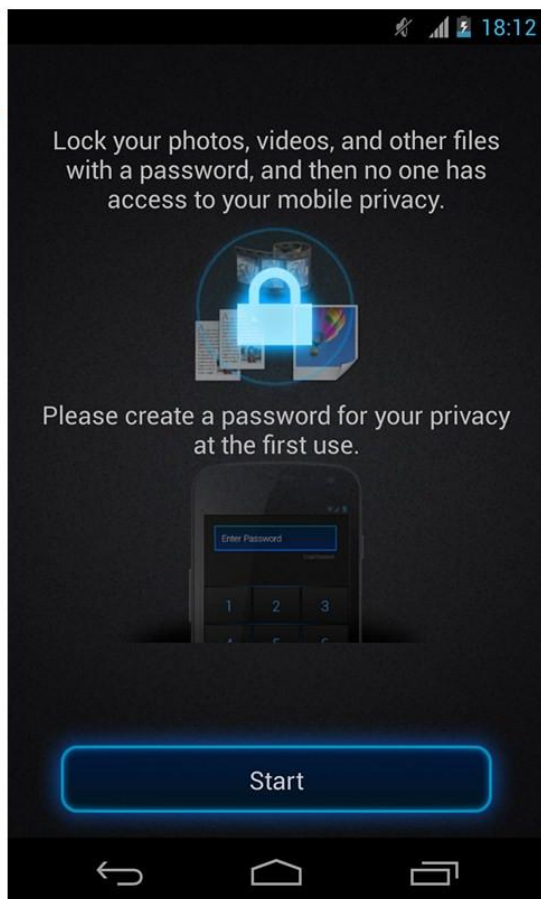 18:12
Lock your photos, videos, and other files
with a password, and then no one has
access to your mobile privacy.
Please create a password for your privacy
at the first use.
Enter Password
1 2 3
Start